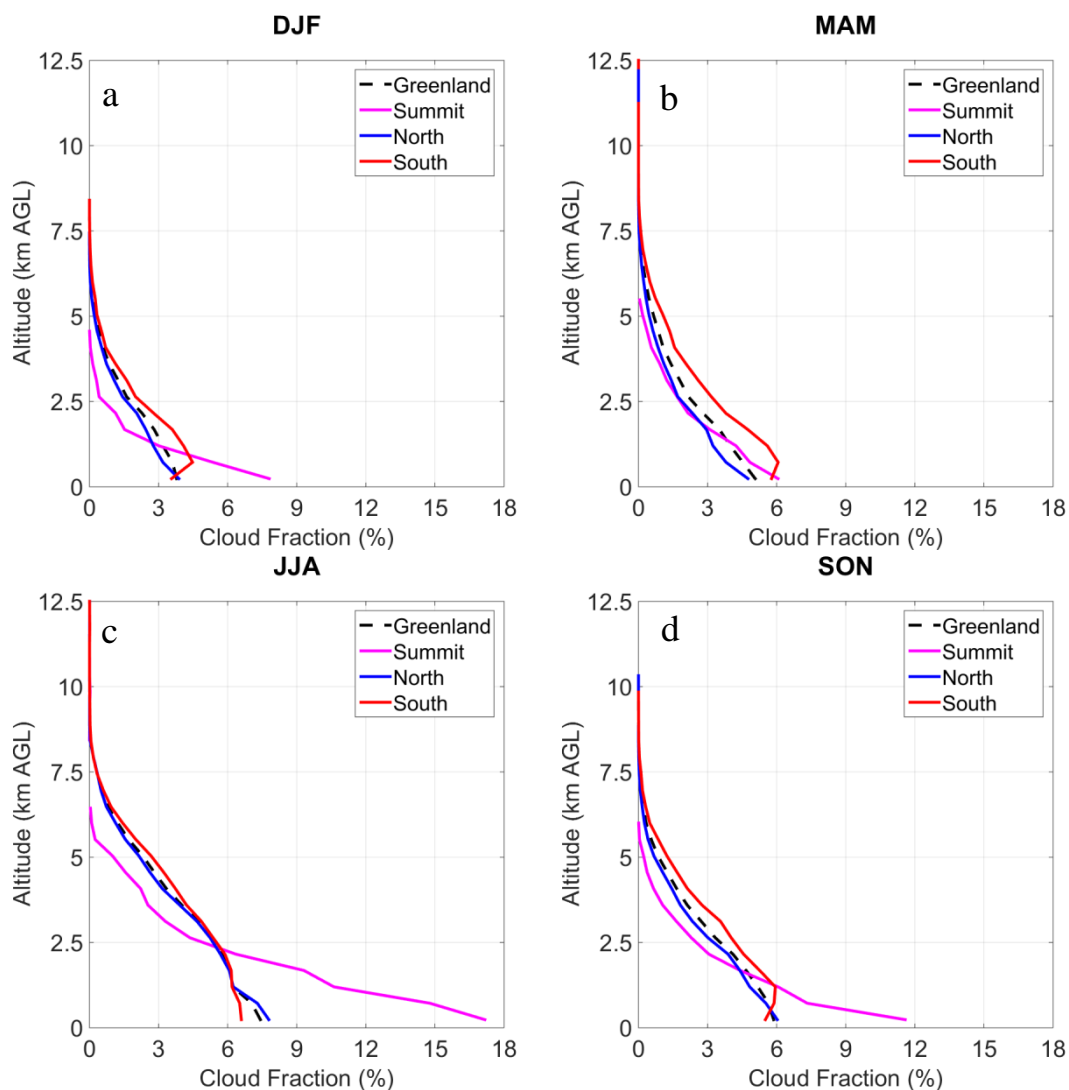 DJF
a
12.5
10
7.5
5
2.5
0
Altitude (km AGL)
Greenland
Summit
North
South
0 3 6 9 12 15 18
Cloud Fraction (%)
MAM
b
12.5
10
7.5
5
2.5
0
Altitude (km AGL)
Greenland
Summit
North
South
0 3 6 9 12 15 18
Cloud Fraction (%)
JJA
c
12.5
10
7.5
5
2.5
0
Altitude (km AGL)
Greenland
Summit
North
South
0 3 6 9 12 15 18
Cloud Fraction (%)
SON
d
12.5
10
7.5
5
2.5
0
Altitude (km AGL)
Greenland
Summit
North
South
0 3 6 9 12 15 18
Cloud Fraction (%)